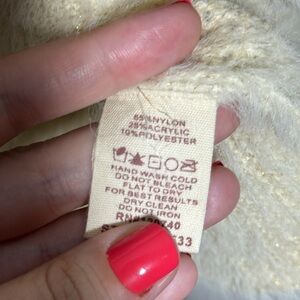 65%NYLON
25%ACRYLIC
10%POLYESTER
HAND WASH COLD
DO NOT BLEACH
FLAT TO DRY
FOR BEST RESULTS
DRY CLEAN
DO NOT IRON